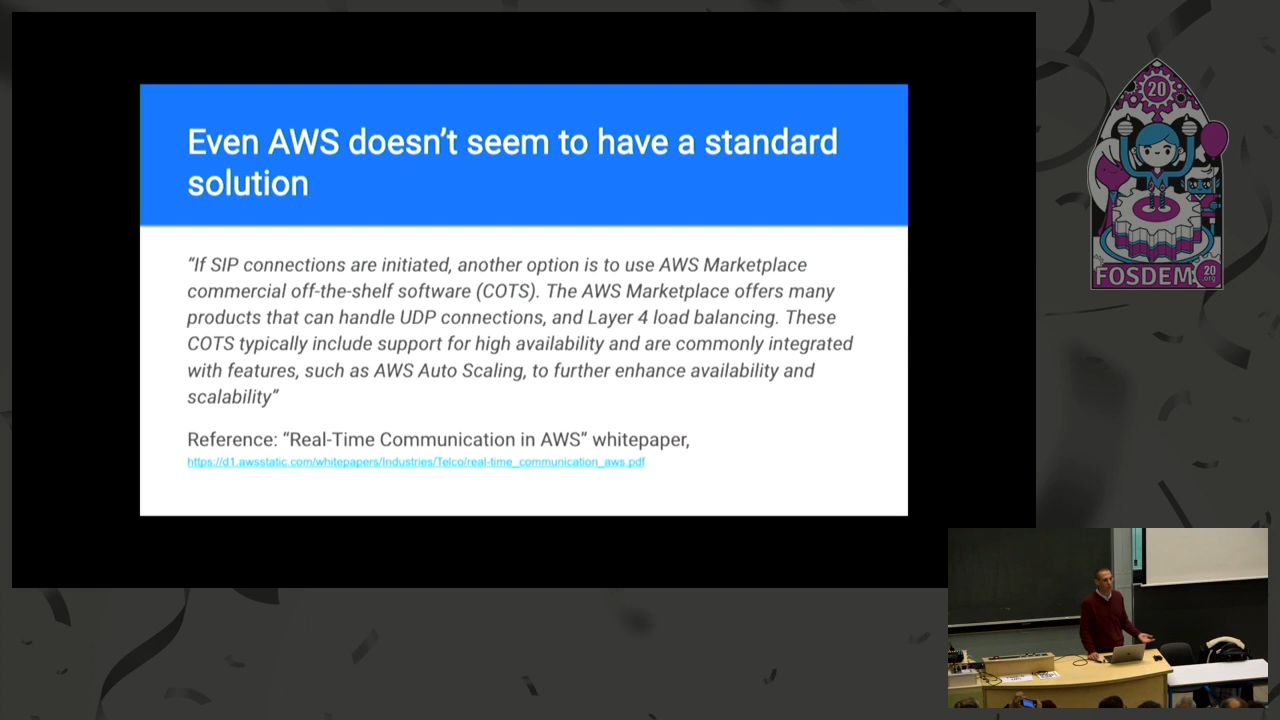 Even AWS doesn’t seem to have a standard
solution
“If SIP connections are initiated, another option is to use AWS Marketplace
commercial off-the-shelf software (COTS). The AWS Marketplace offers many
products that can handle UDP connections, and Layer 4 load balancing. These
COTS typically include support for high availability and are commonly integrated
with features, such as AWS Auto Scaling, to further enhance availability and
scalability”
Reference: “Real-Time Communication in AWS” whitepaper,
https://d1.awsstatic.com/whitepapers/Industries/Telco/real-time_communication_aws.pdf
20
FOSDEM
20
.org